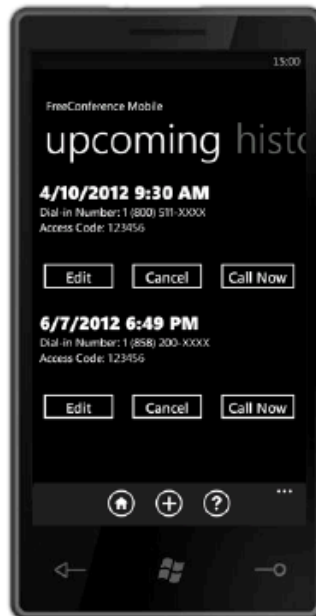 15:00
FreeConference Mobile
upcoming histo
4/10/2012 9:30 AM
Dial-in Number: 1 (800) 511-XXXX
Access Code: 123456
Edit Cancel Call Now
6/7/2012 6:49 PM
Dial-in Number: 1 (858) 200-XXXX
Access Code: 123456
Edit Cancel Call Now
?
...